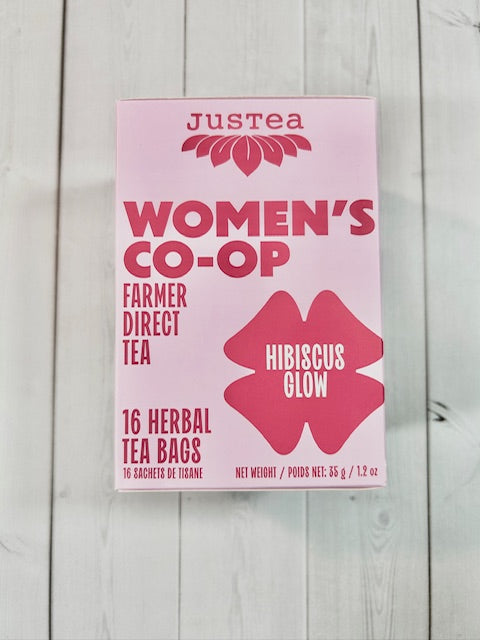 JusTea
WOMEN'S
CO-OP
FARMER
DIRECT
TEA
HIBISCUS
GLOW
16 HERBAL
TEA BAGS
16 SACHETS DE TISANE
NET WEIGHT / POIDS NET: 35 g / 1.2 oz